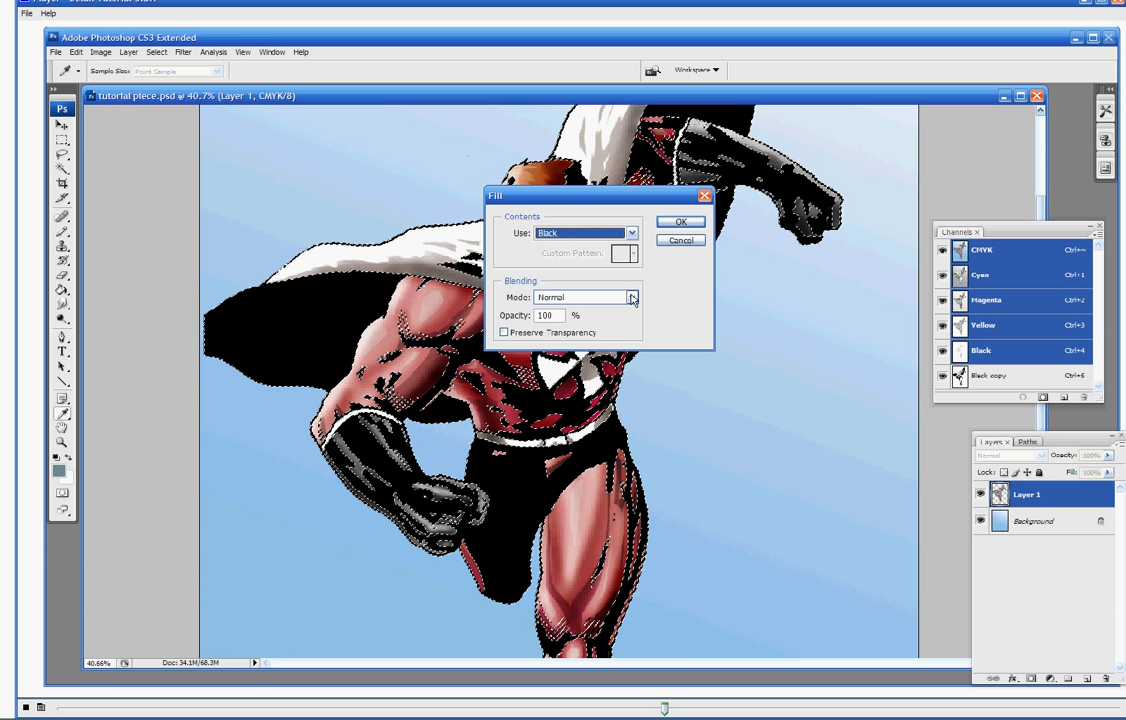 File Help
Adobe Photoshop CS3 Extended
File Edit Image Layer Select Filter Analysis View Window Help
Sample Size: Point Sample
Workspace
Ps
tutorial piece.psd @ 40.7% (Layer 1, CMYK/8)
Fill
Contents
Use: Black
OK
Cancel
Custom Pattern:
Blending
Mode: Normal
Opacity: 100 %
Preserve Transparency
Channels x
CMYK Ctrl+~
Cyan Ctrl+1
Magenta Ctrl+2
Yellow Ctrl+3
Black Ctrl+4
Black copy Ctrl+5
Layers x Paths
Normal Opacity: 100%
Lock: Fill: 100%
Layer 1
Background
40.66% Doc: 34.1M/68.3M